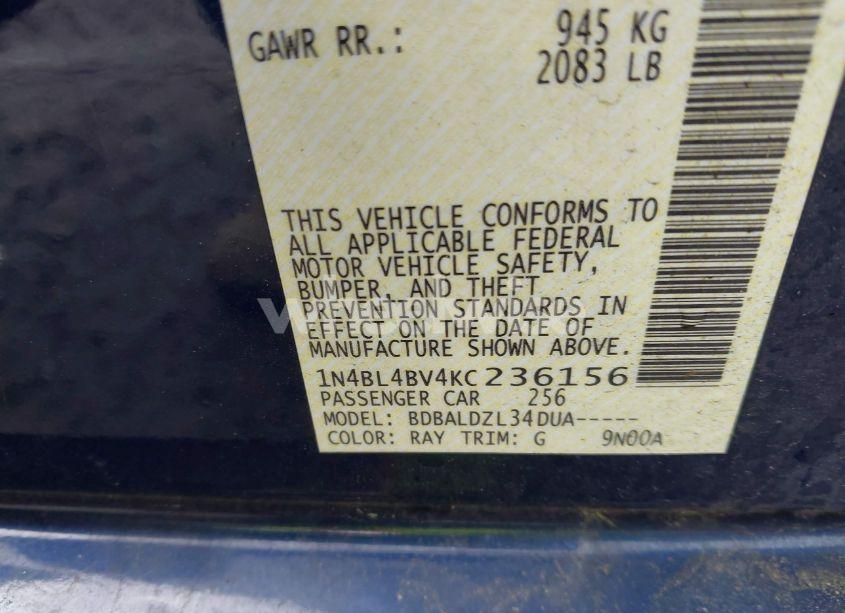 GAWR RR.: 945 KG
2083 LB
THIS VEHICLE CONFORMS TO
ALL APPLICABLE FEDERAL
MOTOR VEHICLE SAFETY,
BUMPER, AND THEFT
PREVENTION STANDARDS IN
EFFECT ON THE DATE OF
MANUFACTURE SHOWN ABOVE.
1N4BL4BV4KC236156
PASSENGER CAR 256
MODEL: BDBALDZL34DUA-----
COLOR: RAY TRIM: G 9N00A